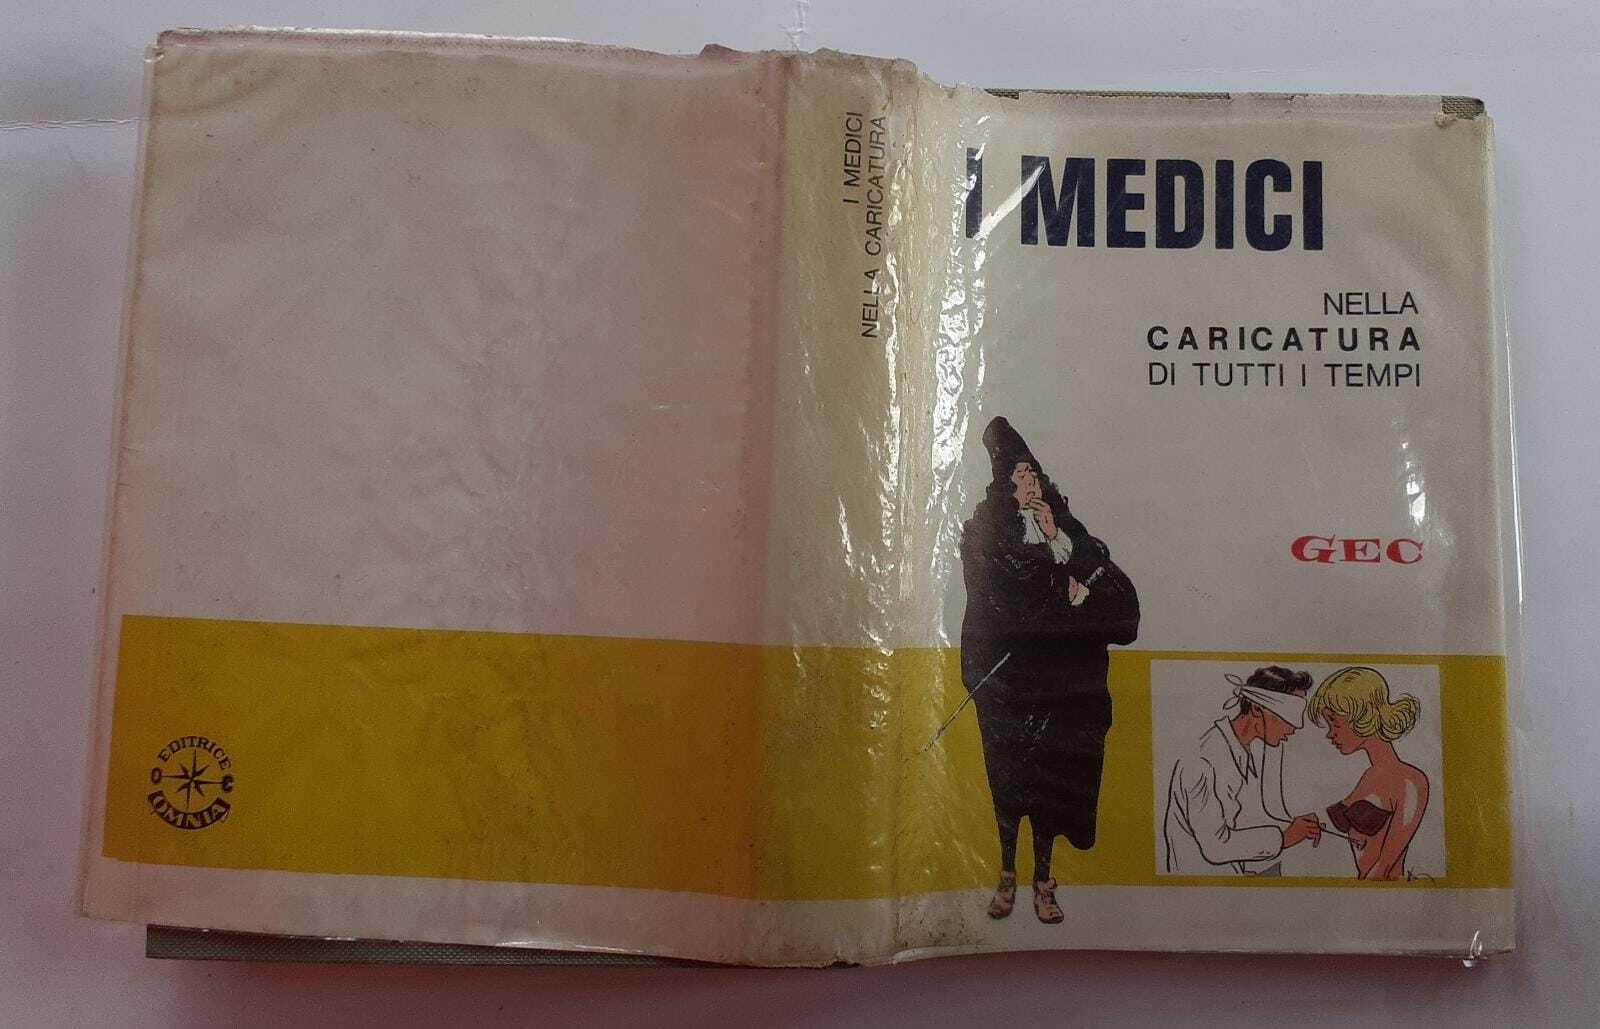 I MEDICI
NELLA
CARICATURA
DI TUTTI I TEMPI
GEC
I MEDICI
NELLA CARICATURA
EDITRICE
OMNIA